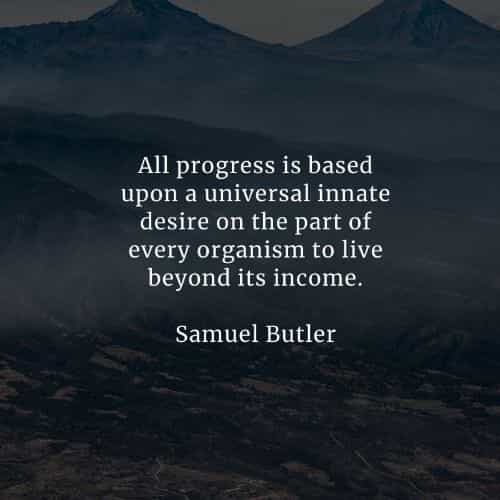 All progress is based
upon a universal innate
desire on the part of
every organism to live
beyond its income.
Samuel Butler